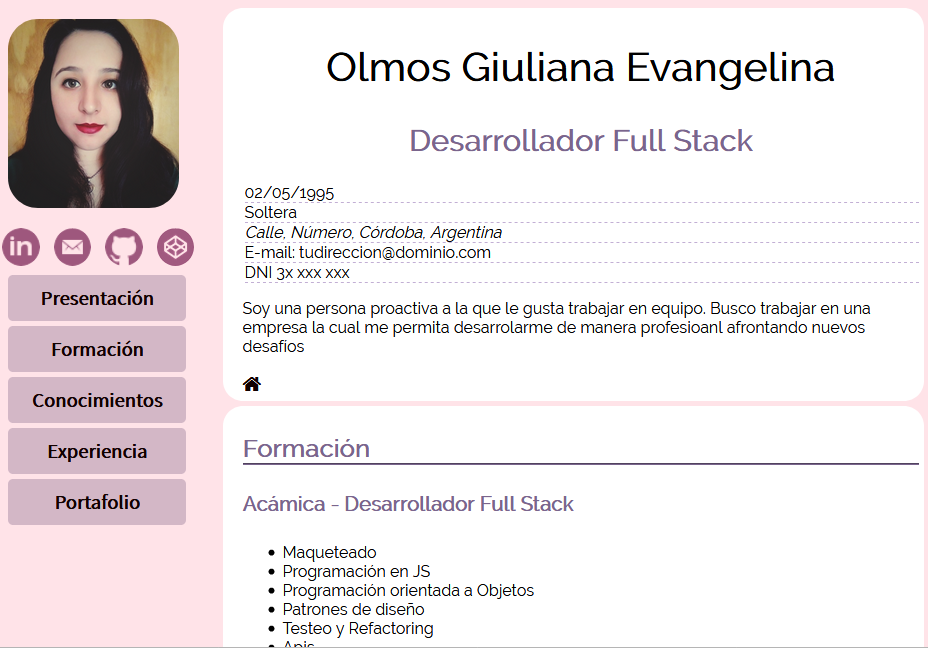 Olmos Giuliana Evangelina
Desarrollador Full Stack
02/05/1995
Soltera
Calle, Número, Córdoba, Argentina
E-mail: tudireccion@dominio.com
DNI 3x xxx xxx
Soy una persona proactiva a la que le gusta trabajar en equipo. Busco trabajar en una
empresa la cual me permita desarrolarme de manera profesioanl afrontando nuevos
desafíos
in
Presentación
Formación
Conocimientos
Experiencia
Portafolio
Formación
Acámica - Desarrollador Full Stack
Maqueteado
Programación en JS
Programación orientada a Objetos
Patrones de diseño
Testeo y Refactoring
Apis